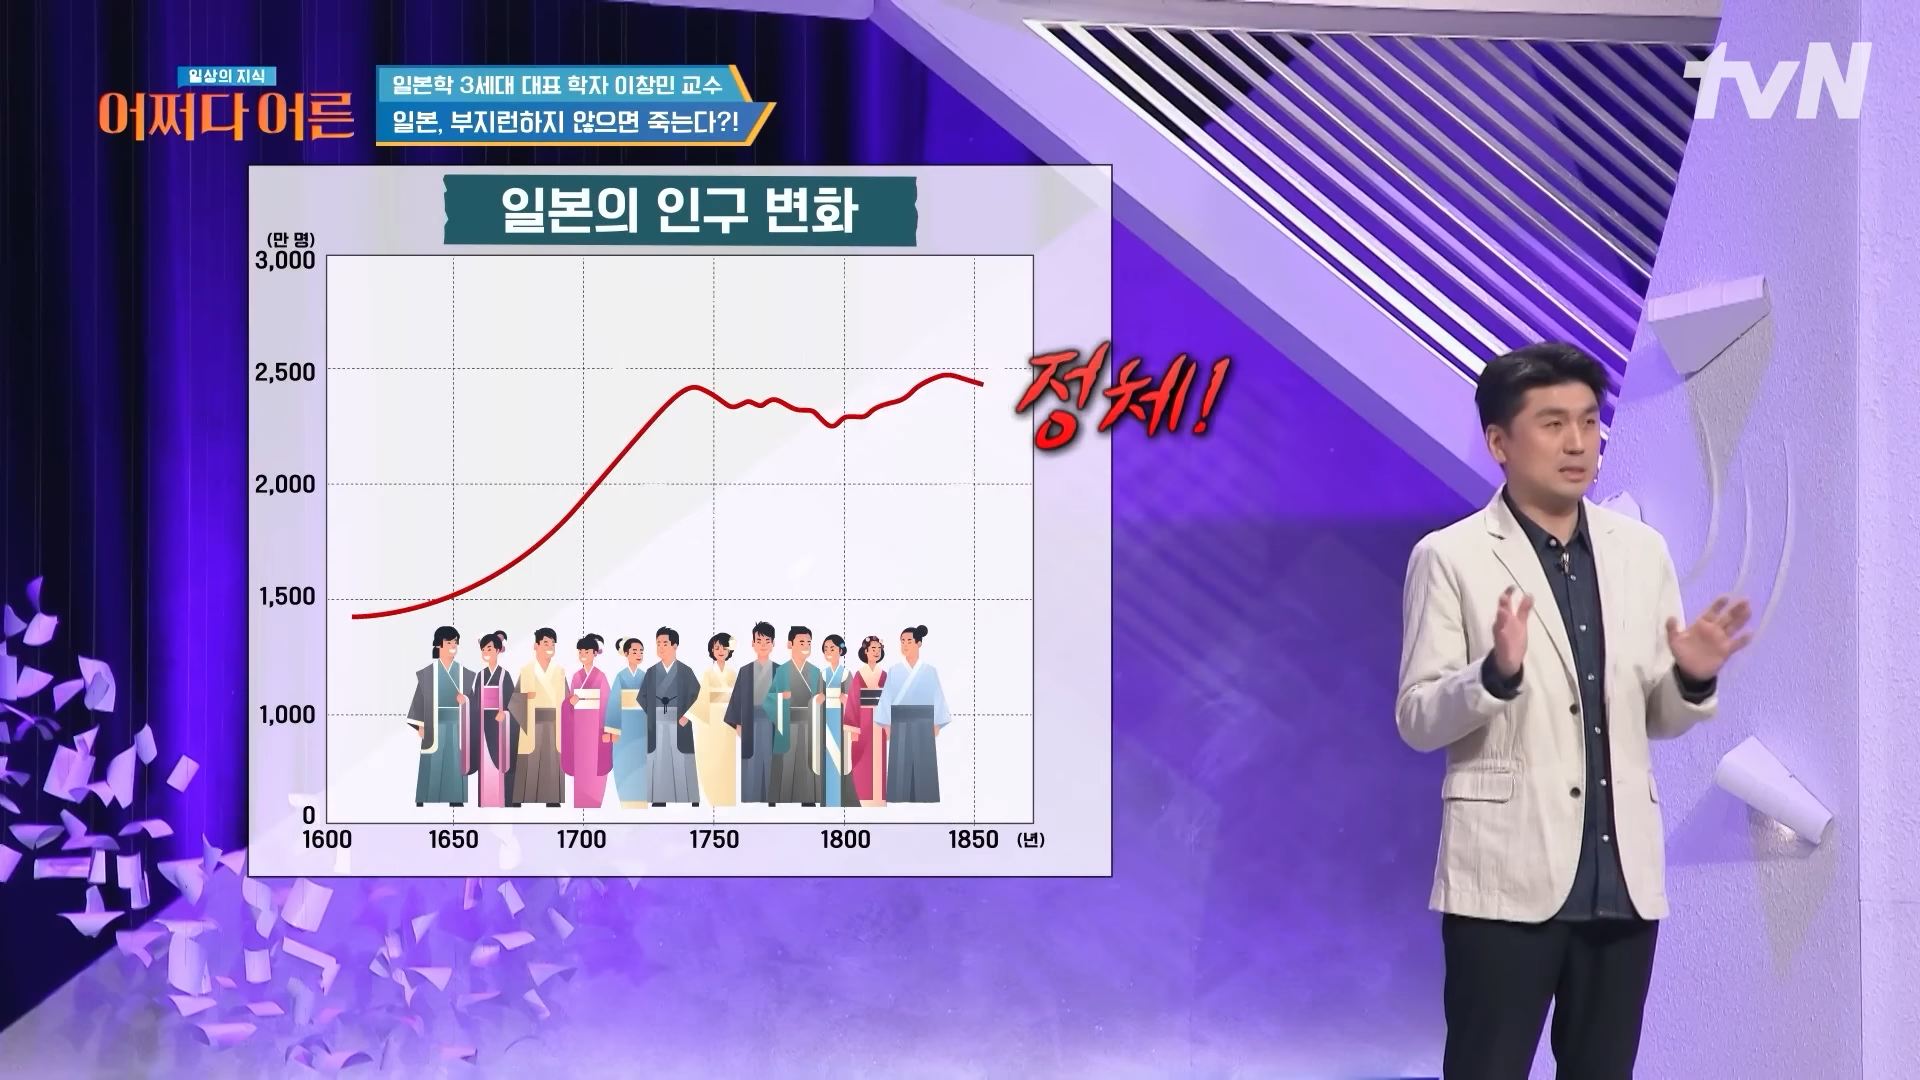 일상의 지식
어쩌다 어른
일본학 3세대 대표 학자 이창민 교수
일본, 부지런하지 않으면 죽는다?!
tvN
일본의 인구 변화
(만 명)
3,000
2,500
2,000
1,500
1,000
0
1600 1650 1700 1750 1800 1850 (년)
정체!